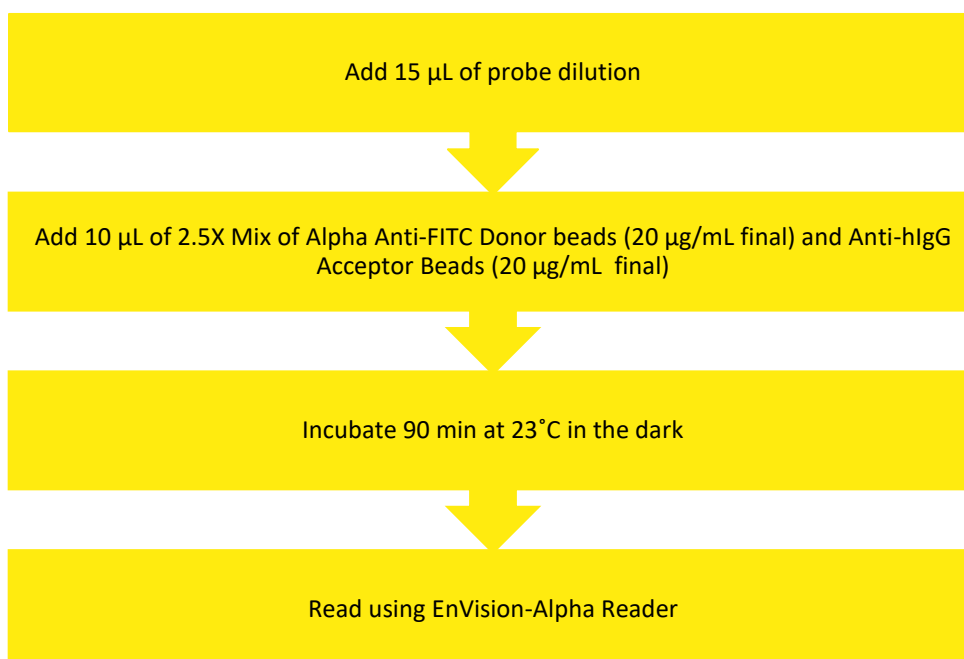 Add 15 µL of probe dilution
Add 10 µL of 2.5X Mix of Alpha Anti-FITC Donor beads (20 µg/mL final) and Anti-hIgG
Acceptor Beads (20 µg/mL  final)
Incubate 90 min at 23˚C in the dark
Read using EnVision-Alpha Reader